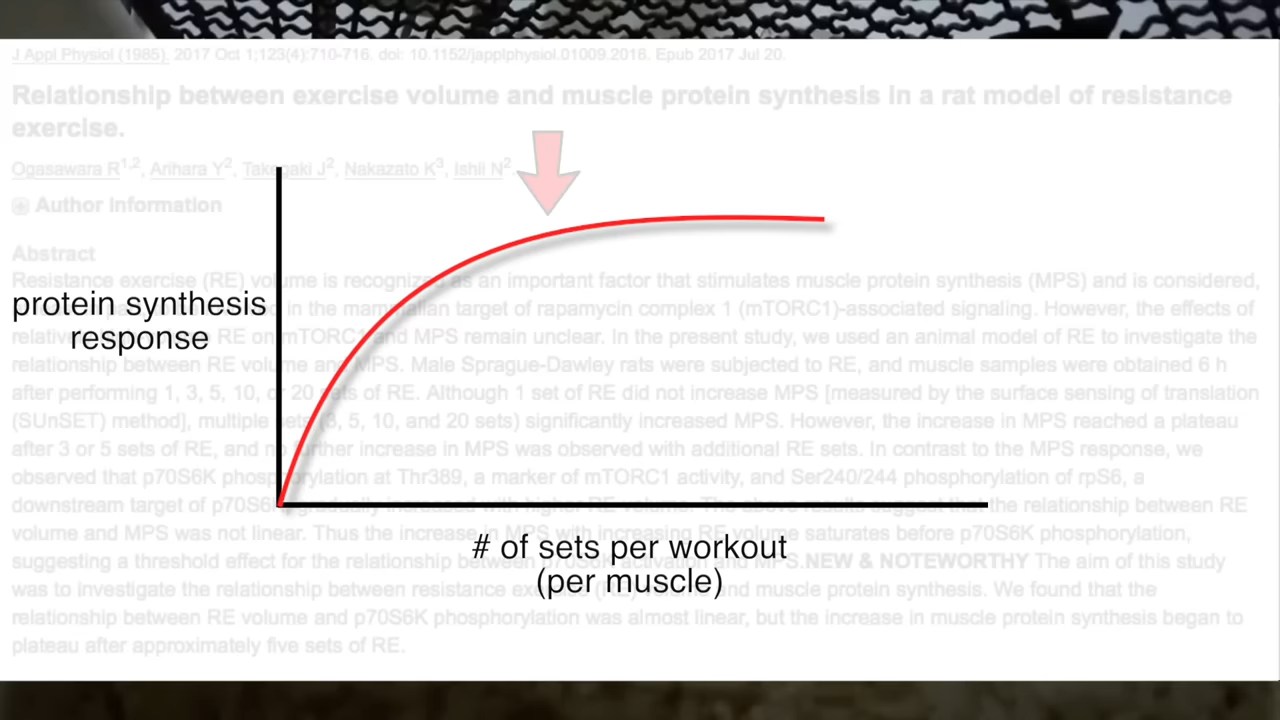 J Appl Physiol (1985). 2017 Oct 1;123(4):710-716. doi: 10.1152/japplphysiol.01009.2016. Epub 2017 Jul 20.
Relationship between exercise volume and muscle protein synthesis in a rat model of resistance
exercise.
Ogasawara R1,2, Arihara Y2, Takegaki J2, Nakazato K3, Ishii N2
Author information
Abstract
Resistance exercise (RE) volume is recognized as an important factor that stimulates muscle protein synthesis (MPS) and is considered,
in the mammalian target of rapamycin complex 1 (mTORC1)-associated signaling. However, the effects of
protein synthesis
response
RE on mTORC1 and MPS remain unclear. In the present study, we used an animal model of RE to investigate the
relationship between RE volume and MPS. Male Sprague-Dawley rats were subjected to RE, and muscle samples were obtained 6 h
after performing 1, 3, 5, 10, or 20 sets of RE. Although 1 set of RE did not increase MPS [measured by the surface sensing of translation
(SUnSET) method], multiple sets (3, 5, 10, and 20 sets) significantly increased MPS. However, the increase in MPS reached a plateau
after 3 or 5 sets of RE, and no further increase in MPS was observed with additional RE sets. In contrast to the MPS response, we
observed that p70S6K phosphorylation at Thr389, a marker of mTORC1 activity, and Ser240/244 phosphorylation of rpS6, a
downstream target of p70S6K, gradually increased with higher RE volume. The above results suggest that the relationship between RE
volume and MPS was not linear. Thus the increase in MPS with increasing RE volume saturates before p70S6K phosphorylation,
suggesting a threshold effect for the relationship between p70S6K activation and MPS.NEW & NOTEWORTHY The aim of this study
was to investigate the relationship between resistance exercise (RE) volume and muscle protein synthesis. We found that the
relationship between RE volume and p70S6K phosphorylation was almost linear, but the increase in muscle protein synthesis began to
plateau after approximately five sets of RE.
# of sets per workout
(per muscle)